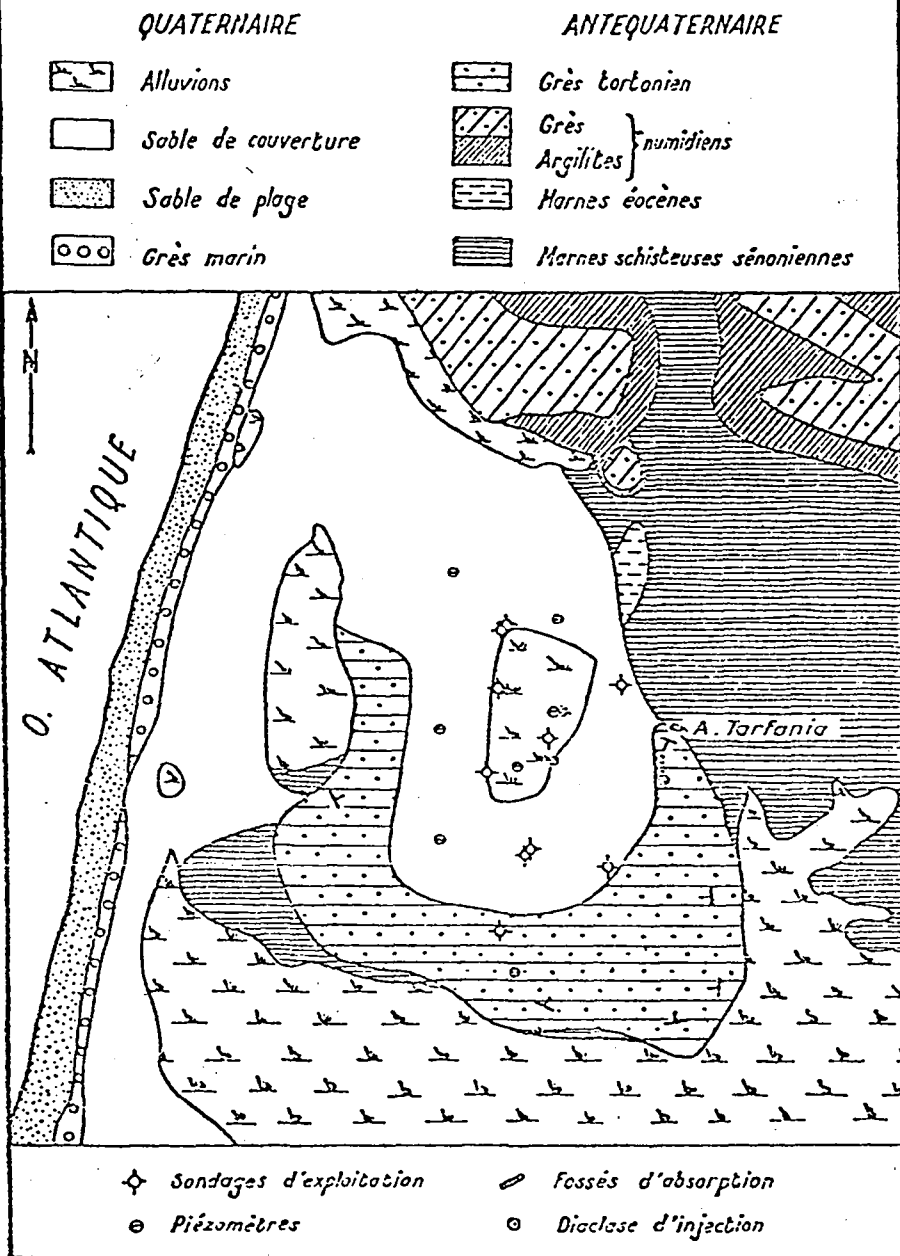 QUATERNAIRE
Alluvions
Sable de couverture
Sable de plage
Grès marin
ANTEQUATERNAIRE
Grès tortonien
Grès
Argilites
numidiens
Marnes éocènes
Marnes schisteuses sénoniennes
N
O. ATLANTIQUE
A. Tarfania
Sondages d'exploitation
Piézomètres
Fossés d'absorption
Diaclase d'injection